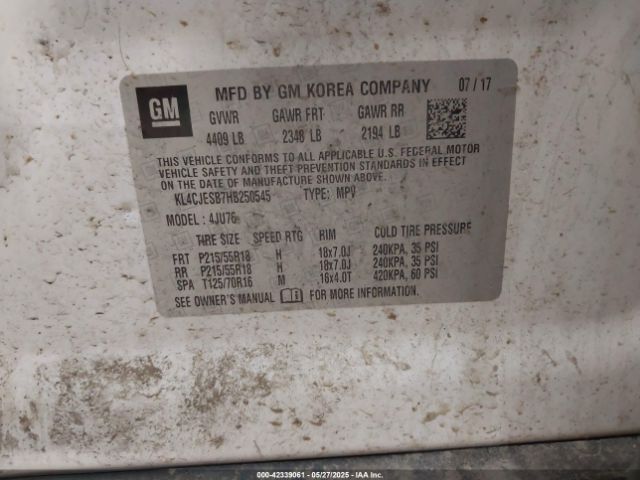 GM
MFD BY GM KOREA COMPANY 07/17
GVWR GAWR FRT GAWR RR
4409 LB 2348 LB 2194 LB
THIS VEHICLE CONFORMS TO ALL APPLICABLE U.S. FEDERAL MOTOR
VEHICLE SAFETY AND THEFT PREVENTION STANDARDS IN EFFECT
ON THE DATE OF MANUFACTURE SHOWN ABOVE.
KL4CJESB7HB250545 TYPE: MPV
MODEL: 4JU76
TIRE SIZE SPEED RTG RIM COLD TIRE PRESSURE
FRT P215/55R18 H 18x7.0J 240KPA, 35 PSI
RR P215/55R18 H 18x7.0J 240KPA, 35 PSI
SPA T125/70R16 M 16x4.0T 420KPA, 60 PSI
SEE OWNER'S MANUAL FOR MORE INFORMATION.
000-42339061 - 05/27/2025 - IAA Inc.